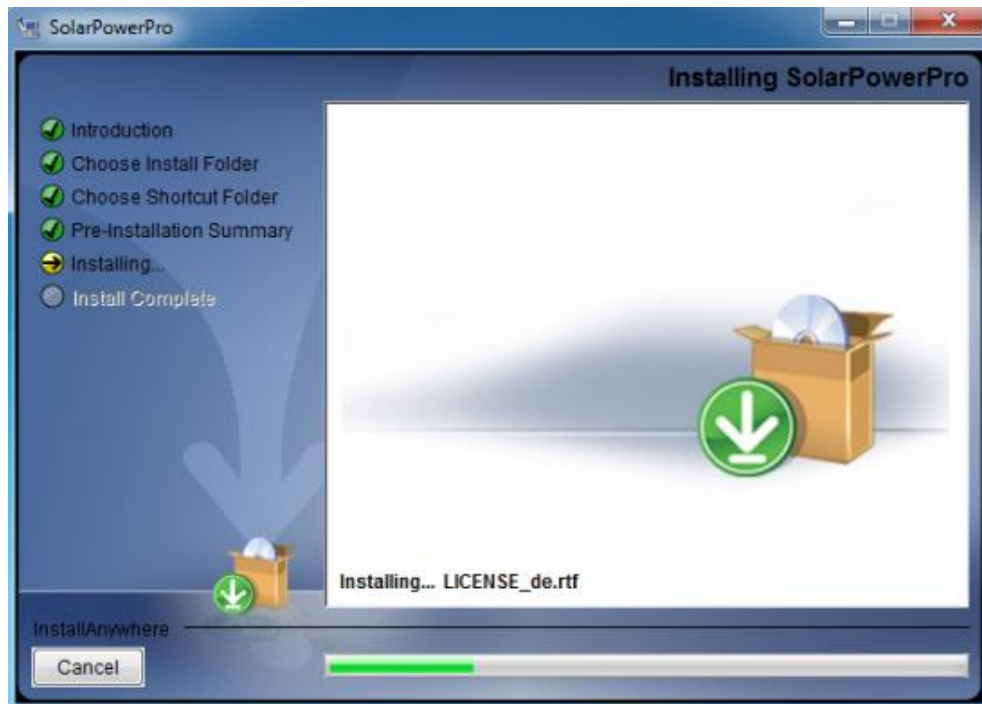 SolarPowerPro
Installing SolarPowerPro
Introduction
Choose Install Folder
Choose Shortcut Folder
Pre-Installation Summary
Installing...
Install Complete
Installing... LICENSE_de.rtf
InstallAnywhere
Cancel